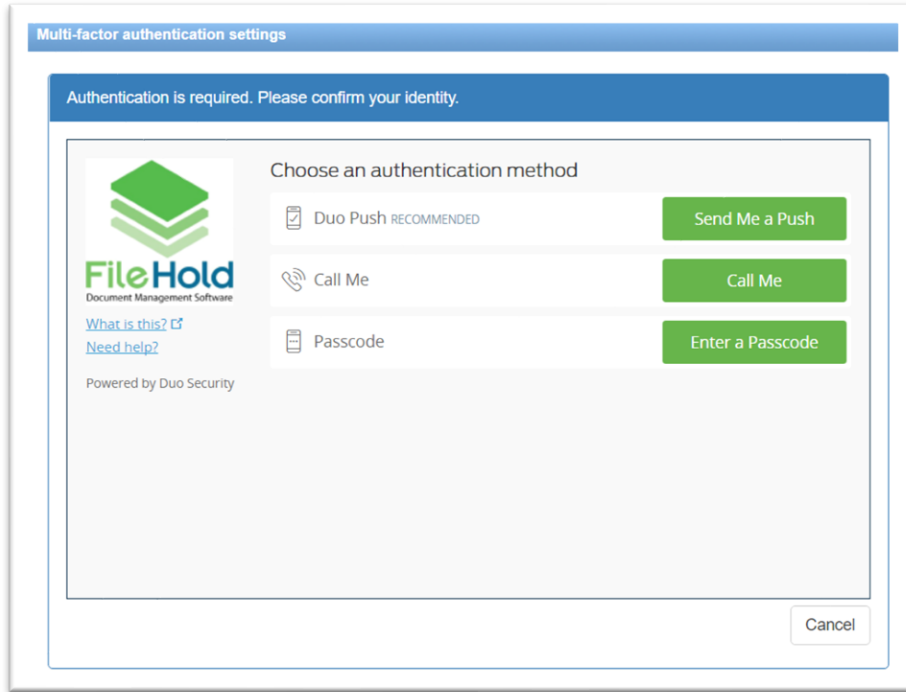 Multi-factor authentication settings
Authentication is required. Please confirm your identity.
Choose an authentication method
Duo Push RECOMMENDED
Send Me a Push
Call Me
Call Me
Passcode
Enter a Passcode
FileHold
Document Management Software
What is this?
Need help?
Powered by Duo Security
Cancel